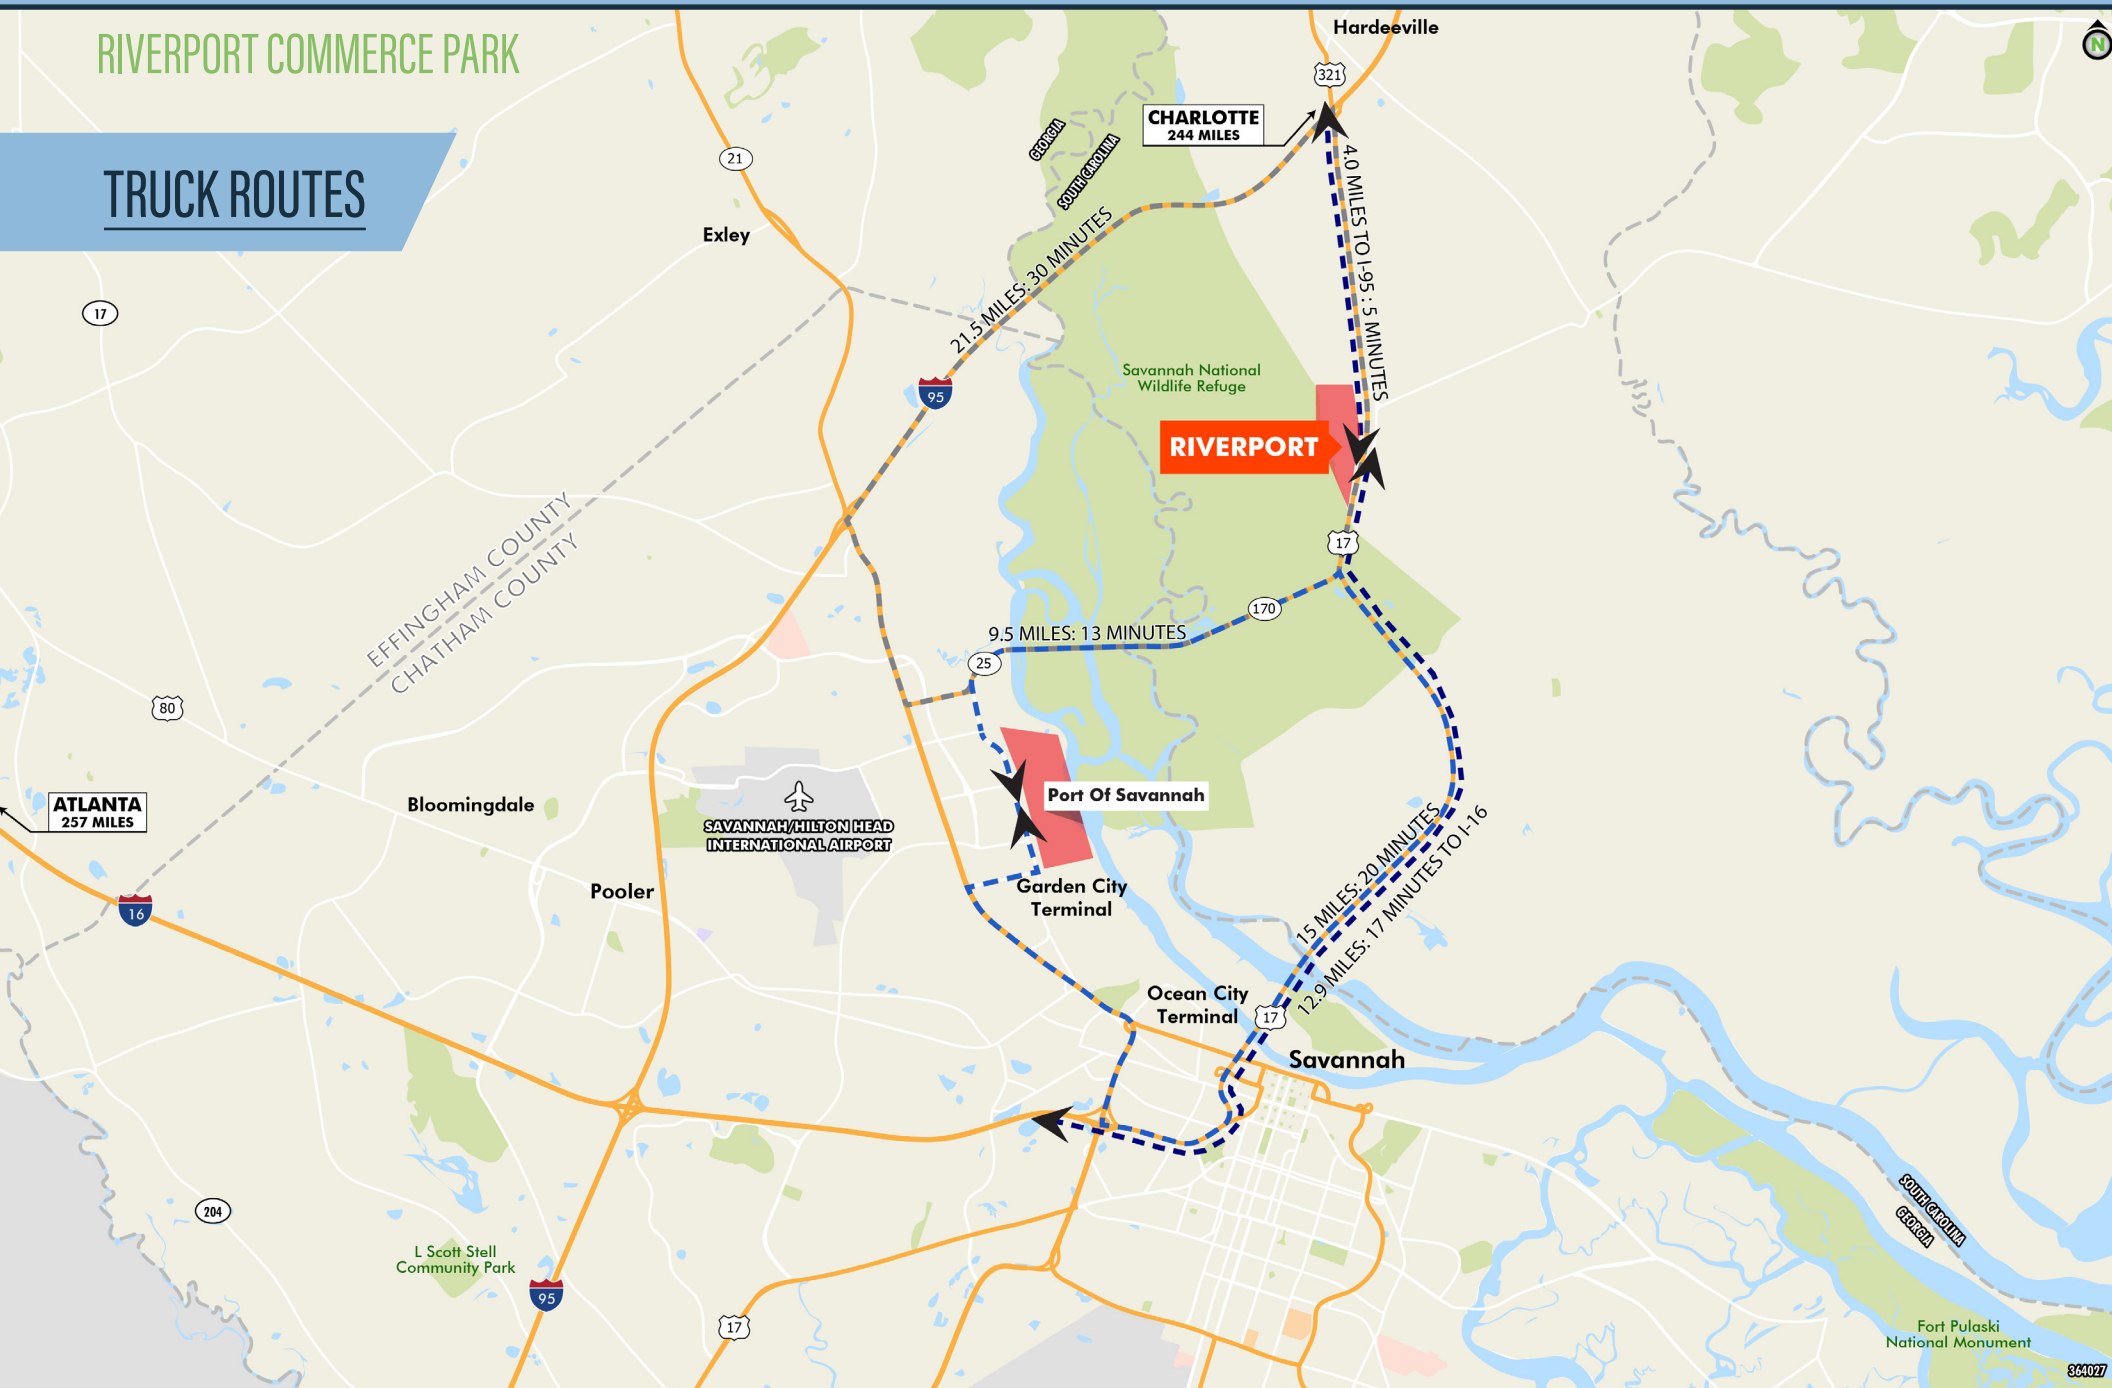 RIVERPORT COMMERCE PARK
TRUCK ROUTES
Hardeeville
N
321
CHARLOTTE
244 MILES
GEORGIA
SOUTH CAROLINA
4.0 MILES TO I-95 : 5 MINUTES
21
Exley
21.5 MILES: 30 MINUTES
17
95
Savannah National
Wildlife Refuge
RIVERPORT
17
EFFINGHAM COUNTY
CHATHAM COUNTY
170
9.5 MILES: 13 MINUTES
25
80
ATLANTA
257 MILES
Bloomingdale
SAVANNAH/HILTON HEAD
INTERNATIONAL AIRPORT
Port Of Savannah
15 MILES: 20 MINUTES
12.9 MILES: 17 MINUTES TO I-16
Pooler
Garden City
Terminal
16
Ocean City
Terminal
17
Savannah
204
L Scott Stell
Community Park
95
17
SOUTH CAROLINA
GEORGIA
Fort Pulaski
National Monument
364027